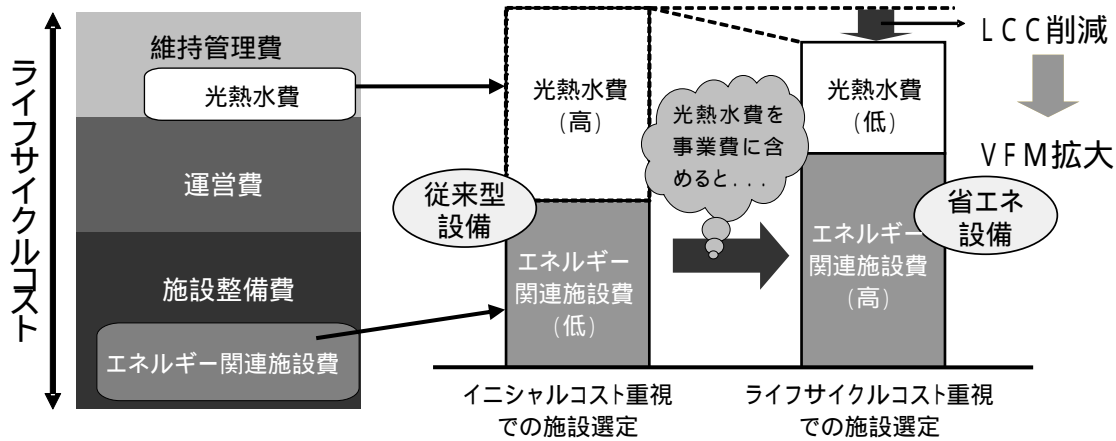 ライフサイクルコスト
維持管理費
光熱水費
運営費
施設整備費
エネルギー関連施設費
光熱水費
(高)
従来型
設備
エネルギー
関連施設費
(低)
イニシャルコスト重視
での施設選定
光熱水費を
事業費に含
めると...
光熱水費
(低)
エネルギー
関連施設費
(高)
省エネ
設備
ライフサイクルコスト重視
での施設選定
LCC削減
VFM拡大